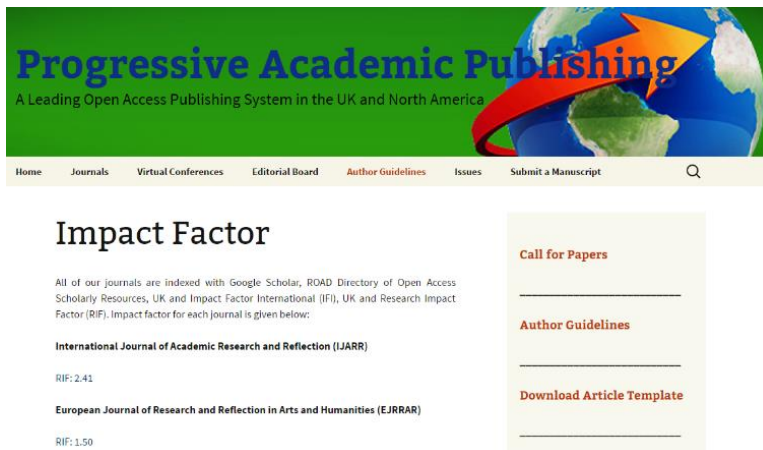 Progressive Academic Publishing
A Leading Open Access Publishing System in the UK and North America
Home Journals Virtual Conferences Editorial Board Author Guidelines Issues Submit a Manuscript
Impact Factor
All of our journals are indexed with Google Scholar, ROAD Directory of Open Access
Scholarly Resources, UK and Impact Factor International (IFI), UK and Research Impact
Factor (RIF). Impact factor for each journal is given below:
International Journal of Academic Research and Reflection (IJARR)
RIF: 2.41
European Journal of Research and Reflection in Arts and Humanities (EJRRAR)
RIF: 1.50
Call for Papers
Author Guidelines
Download Article Template